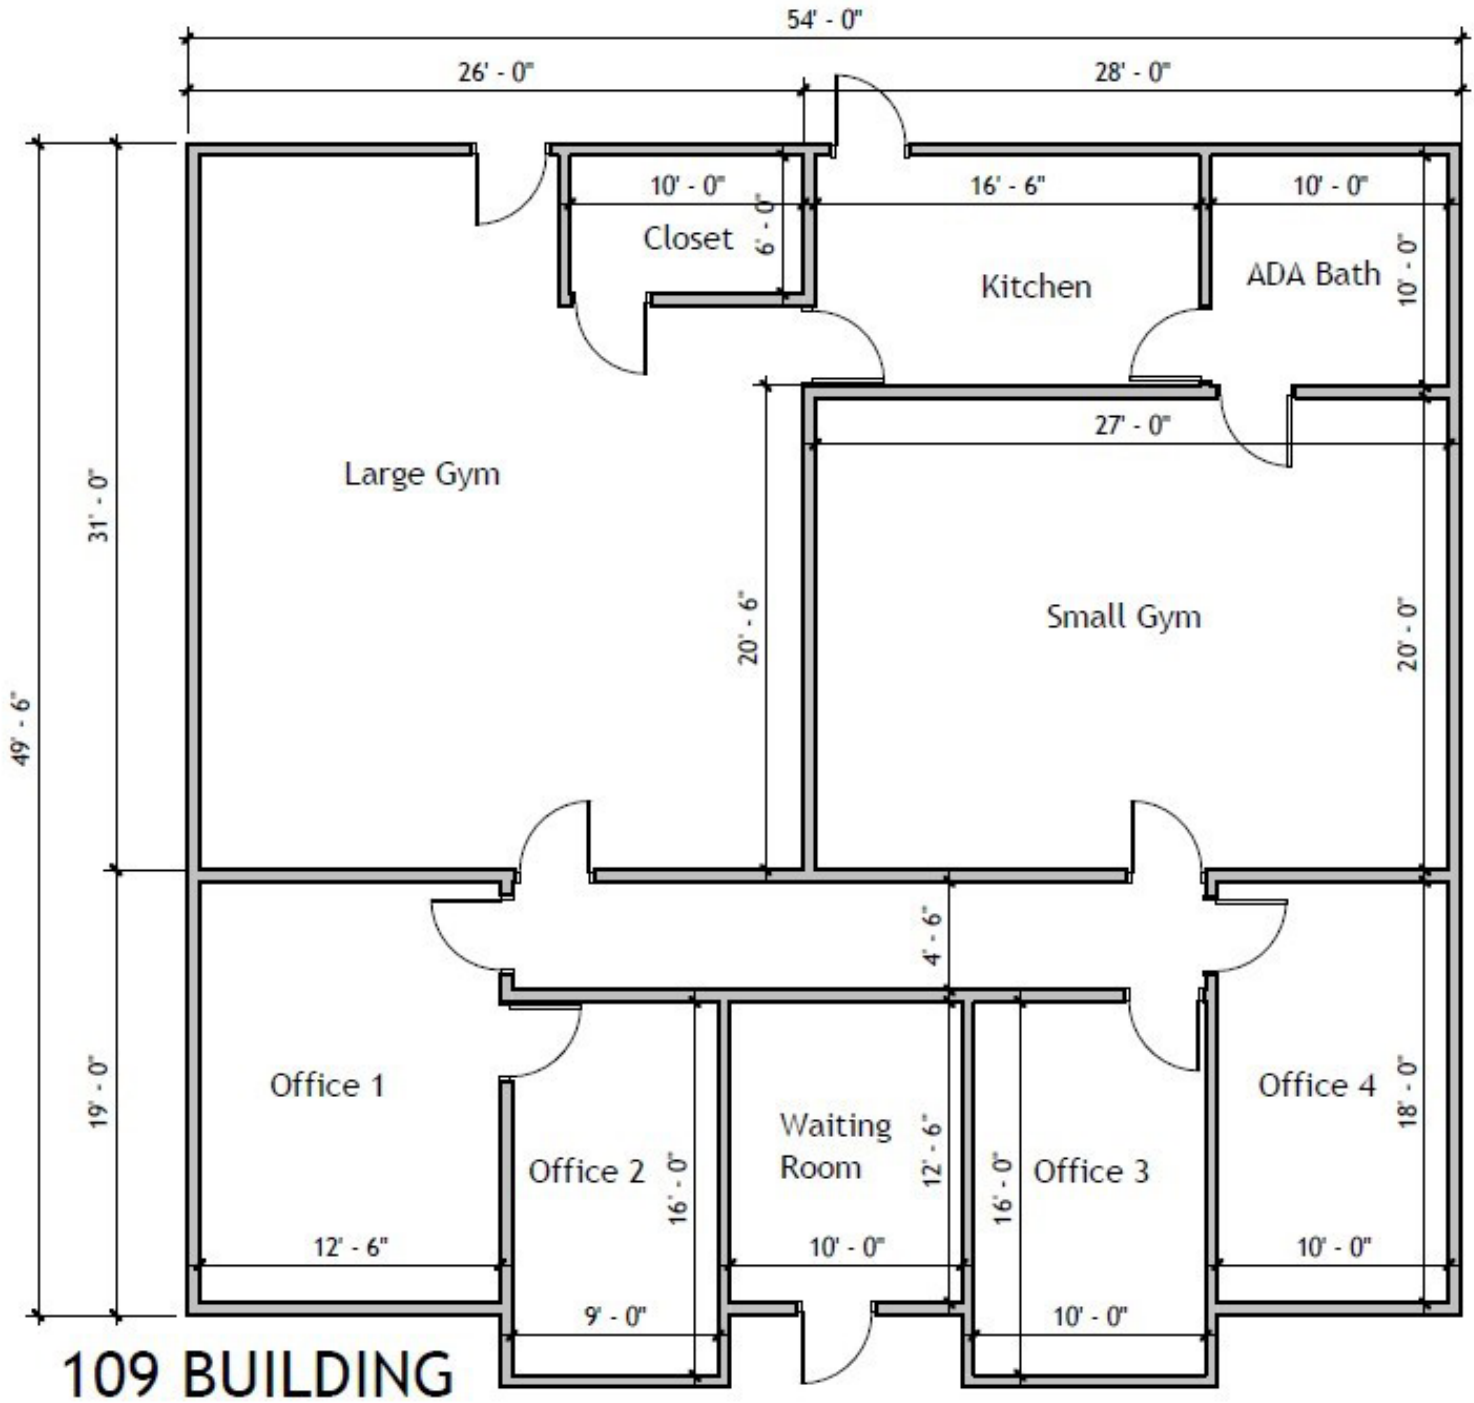 54' - 0"
26' - 0"
28' - 0"
10' - 0"
16' - 6"
10' - 0"
6' - 0"
Closet
10' - 0"
ADA Bath
Kitchen
27' - 0"
Large Gym
31' - 0"
20' - 6"
Small Gym
20' - 0"
49' - 6"
4' - 6"
Office 1
19' - 0"
Office 4
18' - 0"
Waiting
Room
12' - 6"
Office 2
16' - 0"
16' - 0"
Office 3
12' - 6"
10' - 0"
10' - 0"
9' - 0"
10' - 0"
109 BUILDING